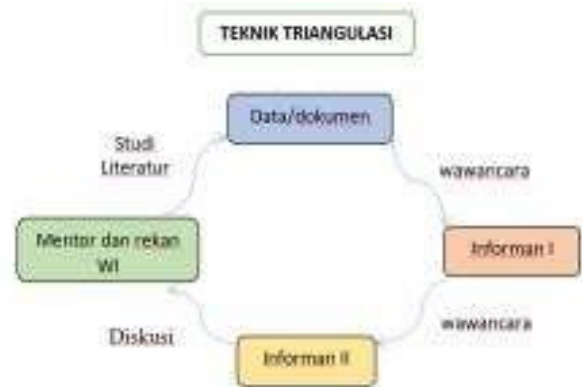 TEKNIK TRIANGULASI
Data/dokumen
Studi
Literatur
wawancara
Mentor dan rekan
WI
Informan I
Diskusi
wawancara
Informan II